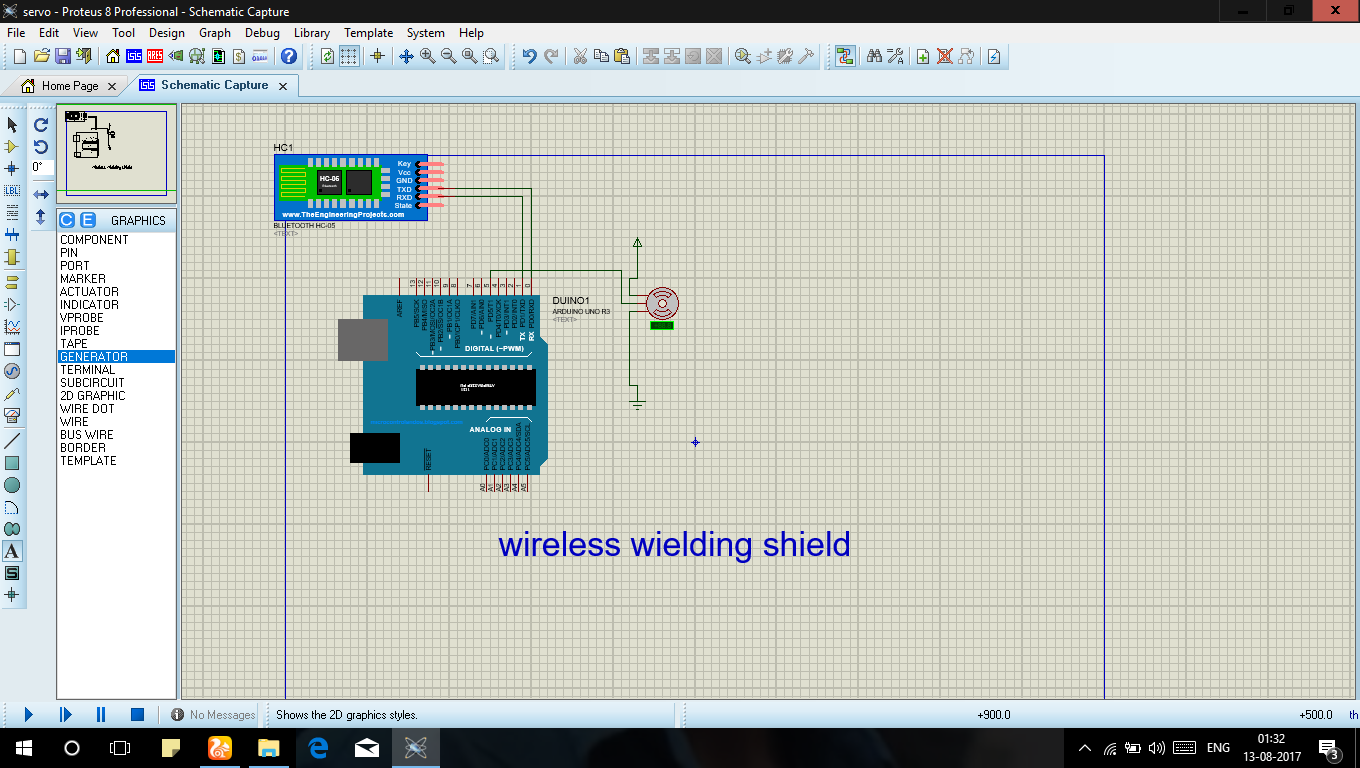 servo - Proteus 8 Professional - Schematic Capture
File Edit View Tool Design Graph Debug Library Template System Help
Home Page
Schematic Capture
0°
LBL
C E GRAPHICS
COMPONENT
PIN
PORT
MARKER
ACTUATOR
INDICATOR
VPROBE
IPROBE
TAPE
GENERATOR
TERMINAL
SUBCIRCUIT
2D GRAPHIC
WIRE DOT
WIRE
BUS WIRE
BORDER
TEMPLATE
A
S
HC1
Key
Vcc
GND
TXD
RXD
State
HC-06
www.TheEngineeringProjects.com
BLUETOOTH HC-05
<TEXT>
13 12 11 10 9 8 7 6 5 4 3 2 1 0
AREF
PB5/SCK
PB4/MISO
PB3/MOSI/OC2A
PB2/SS/OC1B
PB1/OC1A
PB0/ICP1/CLKO
PD7/AIN1
PD6/AIN0
PD5/T1
PD4/T0/XCK
PD3/INT1
PD2/INT0
PD1/TXD
PD0/RXD
TX
RX
DIGITAL (~PWM)
DUINO1
ARDUINO UNO R3
<TEXT>
ANALOG IN
RESET
PC0/ADC0
PC1/ADC1
PC2/ADC2
PC3/ADC3
PC4/ADC4/SDA
PC5/ADC5/SCL
A0 A1 A2 A3 A4 A5
wireless wielding shield
No Messages
Shows the 2D graphics styles.
+900.0
+500.0
th
ENG
01:32
13-08-2017
3